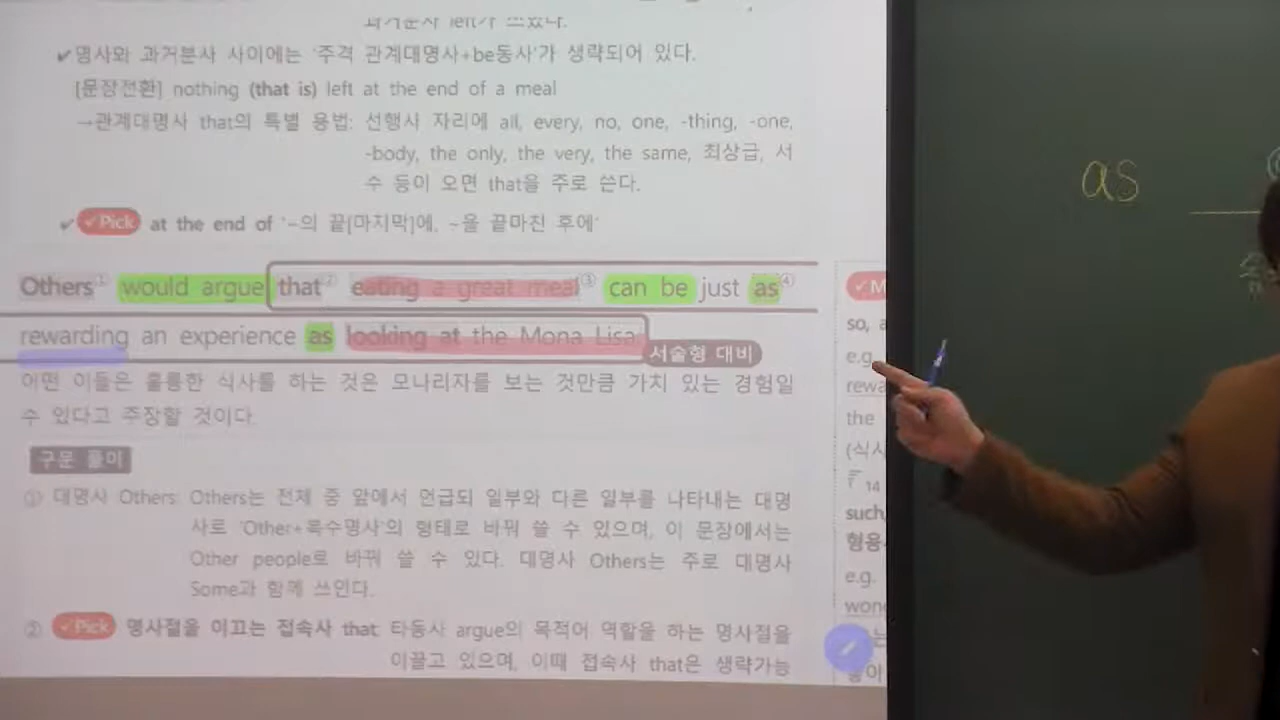 과거분사 left가 쓰였다.
✔명사와 과거분사 사이에는 '주격 관계대명사+be동사'가 생략되어 있다.
[문장전환] nothing (that is) left at the end of a meal
→관계대명사 that의 특별 용법: 선행사 자리에 all, every, no, one, -thing, -one,
-body, the only, the very, the same, 최상급, 서
수 등이 오면 that을 주로 쓴다.
✔ ✓Pick at the end of '~의 끝[마지막]에, ~을 끝마친 후에'
Others① would argue that② eating a great meal③ can be just as④
rewarding an experience as looking at the Mona Lisa
서술형 대비
어떤 이들은 훌륭한 식사를 하는 것은 모나리자를 보는 것만큼 가치 있는 경험일
수 있다고 주장할 것이다.
구문 풀이
① 대명사 Others: Others는 전체 중 앞에서 언급된 일부와 다른 일부를 나타내는 대명
사로 'Other+복수명사'의 형태로 바꿔 쓸 수 있으며, 이 문장에서는
Other people로 바꿔 쓸 수 있다. 대명사 Others는 주로 대명사
Some과 함께 쓰인다.
② ✓Pick 명사절을 이끄는 접속사 that: 타동사 argue의 목적어 역할을 하는 명사절을
이끌고 있으며, 이때 접속사 that은 생략가능
so,
e.g.
the
(식사
14
such,
형용
e.g.
as